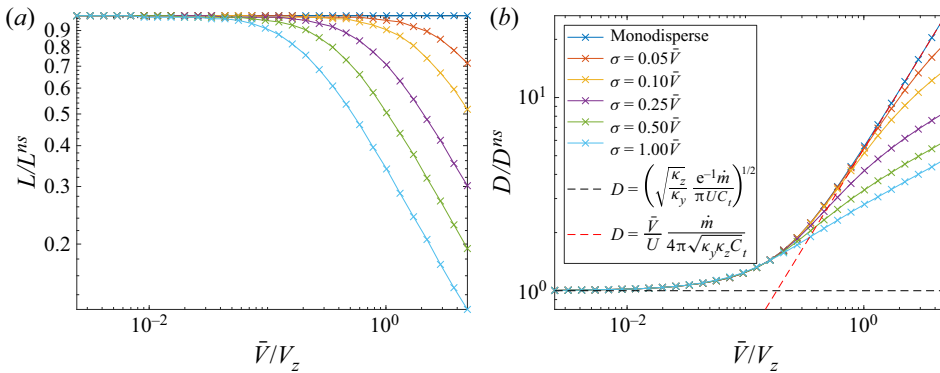 (a)
0.9
0.8
0.7
0.6
0.5
0.4
0.3
0.2
L/L^{ns}
10^{-2}
10^{0}
V̄/V_z
(b)
10^{1}
10^{0}
D/D^{ns}
Monodisperse
σ = 0.05V̄
σ = 0.10V̄
σ = 0.25V̄
σ = 0.50V̄
σ = 1.00V̄
D = (√(κ_z/κ_y) e^{-1}ṁ/(πUC_t))^{1/2}
D = V̄/U ṁ/(4π√(κ_yκ_zC_t))
10^{-2}
10^{0}
V̄/V_z